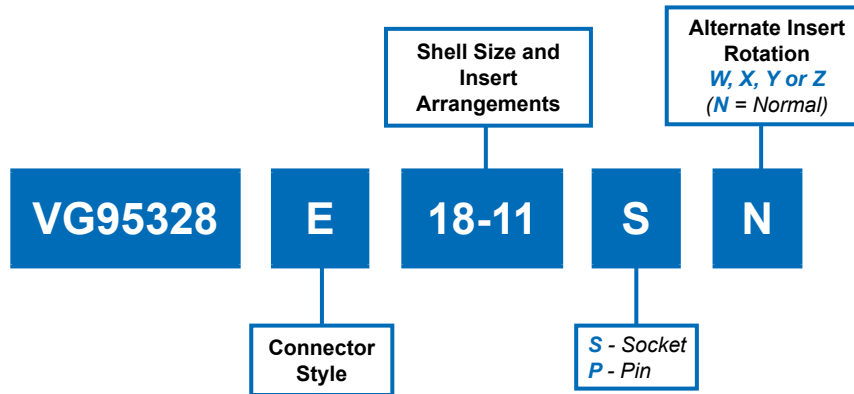 Shell Size and
Insert
Arrangements
Alternate Insert
Rotation
W, X, Y or Z
(N = Normal)
VG95328
E
18-11
S
N
Connector
Style
S - Socket
P - Pin